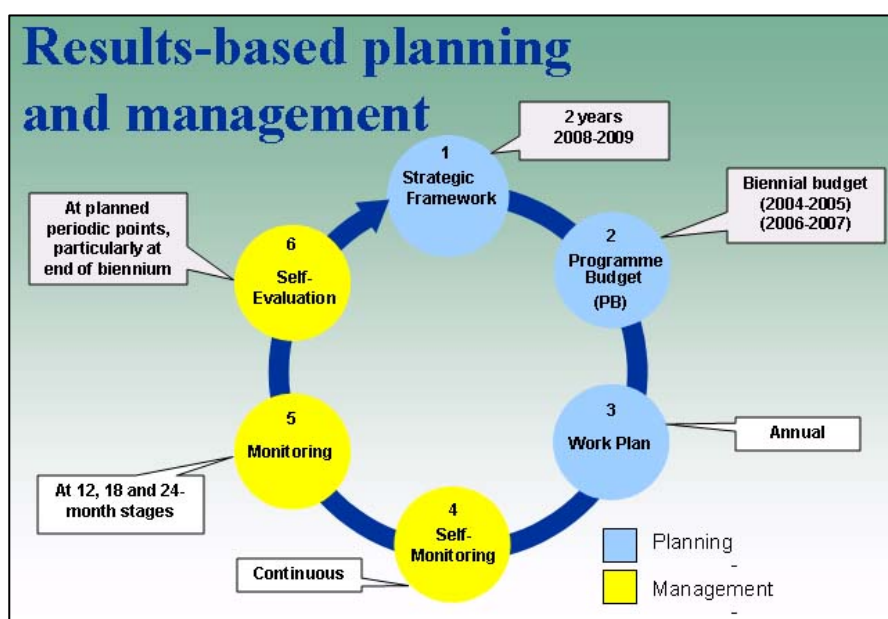 Results-based planning
and management
1
Strategic
Framework
2 years
2008-2009
2
Programme
Budget
(PB)
Biennial budget
(2004-2005)
(2006-2007)
3
Work Plan
Annual
4
Self-
Monitoring
Continuous
5
Monitoring
At 12, 18 and 24-
month stages
6
Self-
Evaluation
At planned
periodic points,
particularly at
end of biennium
Planning
Management